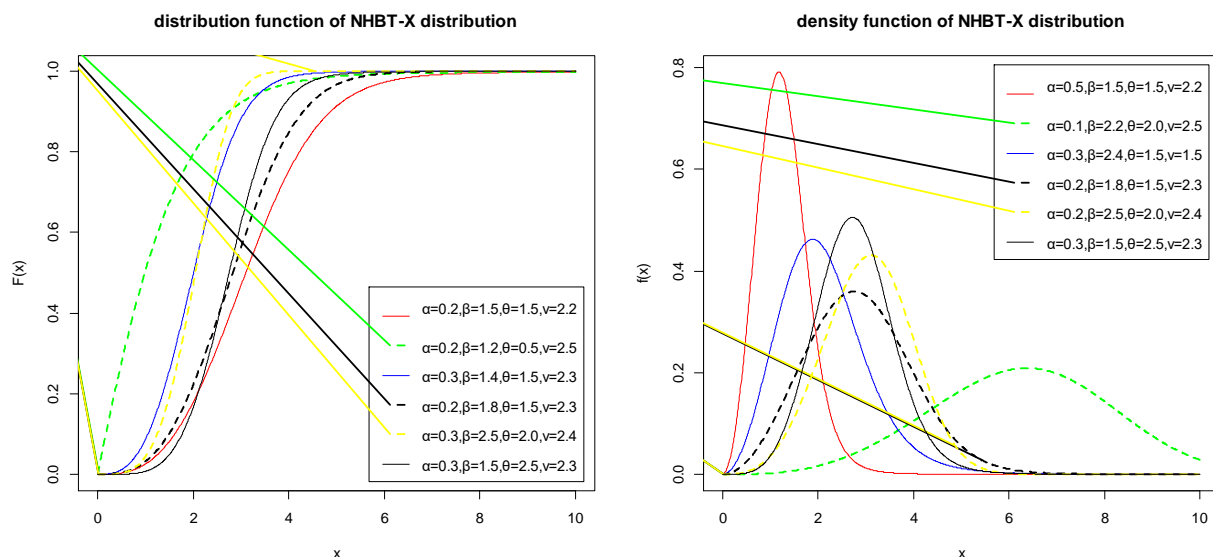 distribution function of NHBT-X distribution
F(x)
1.0
0.8
0.6
0.4
0.2
0.0
0 2 4 6 8 10
x
α=0.2,β=1.5,θ=1.5,ν=2.2
α=0.2,β=1.2,θ=0.5,ν=2.5
α=0.3,β=1.4,θ=1.5,ν=2.3
α=0.2,β=1.8,θ=1.5,ν=2.3
α=0.3,β=2.5,θ=2.0,ν=2.4
α=0.3,β=1.5,θ=2.5,ν=2.3
density function of NHBT-X distribution
f(x)
0.8
0.6
0.4
0.2
0.0
0 2 4 6 8 10
x
α=0.5,β=1.5,θ=1.5,ν=2.2
α=0.1,β=2.2,θ=2.0,ν=2.5
α=0.3,β=2.4,θ=1.5,ν=1.5
α=0.2,β=1.8,θ=1.5,ν=2.3
α=0.2,β=2.5,θ=2.0,ν=2.4
α=0.3,β=1.5,θ=2.5,ν=2.3